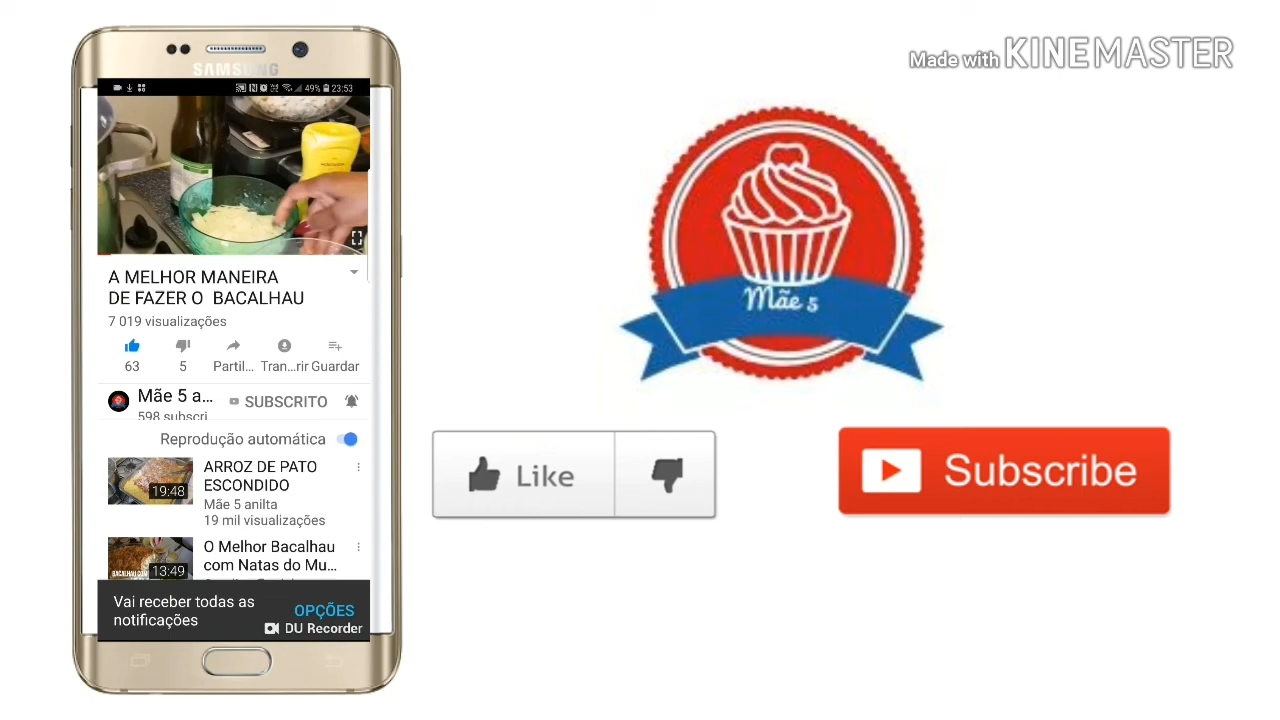 Made with KINEMASTER
SAMSUNG
49% 23:53
A MELHOR MANEIRA
DE FAZER O BACALHAU
7 019 visualizações
63 5 Partil... Tran...rir Guardar
Mãe 5 a... SUBSCRITO
598 subscri
Reprodução automática
19:48
ARROZ DE PATO
ESCONDIDO
Mãe 5 anilta
19 mil visualizações
13:49
O Melhor Bacalhau
com Natas do Mu...
Vai receber todas as
notificações
OPÇÕES
DU Recorder
Mãe 5
Like
Subscribe